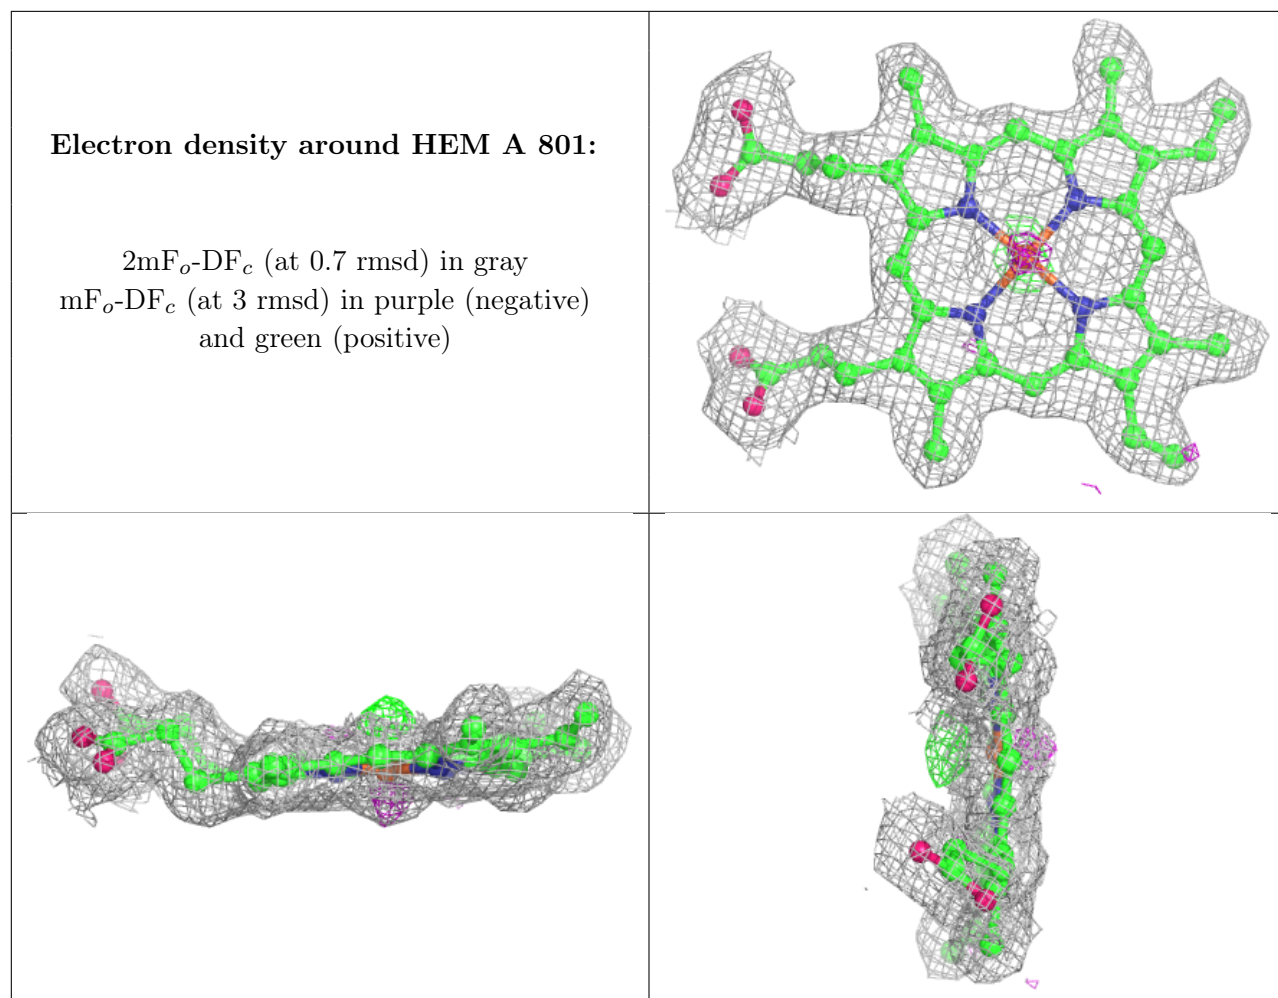 Electron density around HEM A 801:
2mFₒ-DF𝒸 (at 0.7 rmsd) in gray
mFₒ-DF𝒸 (at 3 rmsd) in purple (negative)
and green (positive)